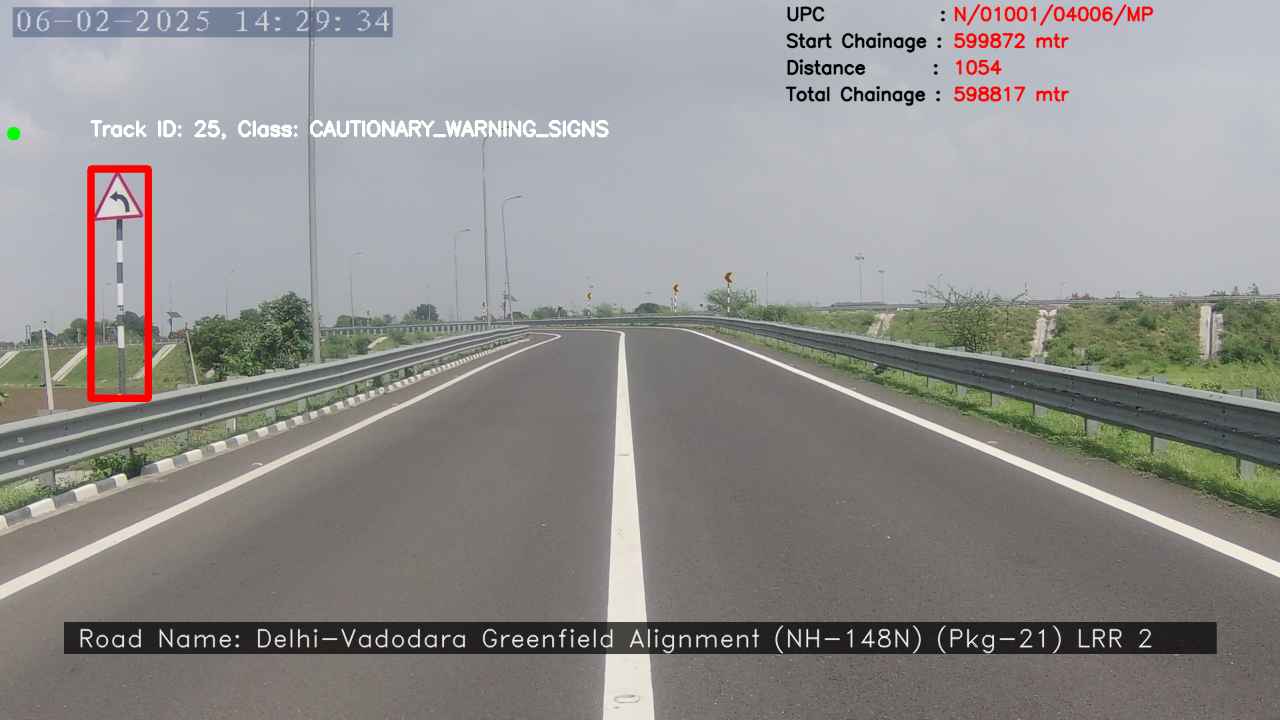 06-02-2025 14:29:34
UPC : N/01001/04006/MP
Start Chainage : 599872 mtr
Distance : 1054
Total Chainage : 598817 mtr
Track ID: 25, Class: CAUTIONARY_WARNING_SIGNS
Road Name: Delhi-Vadodara Greenfield Alignment (NH-148N) (Pkg-21) LRR 2